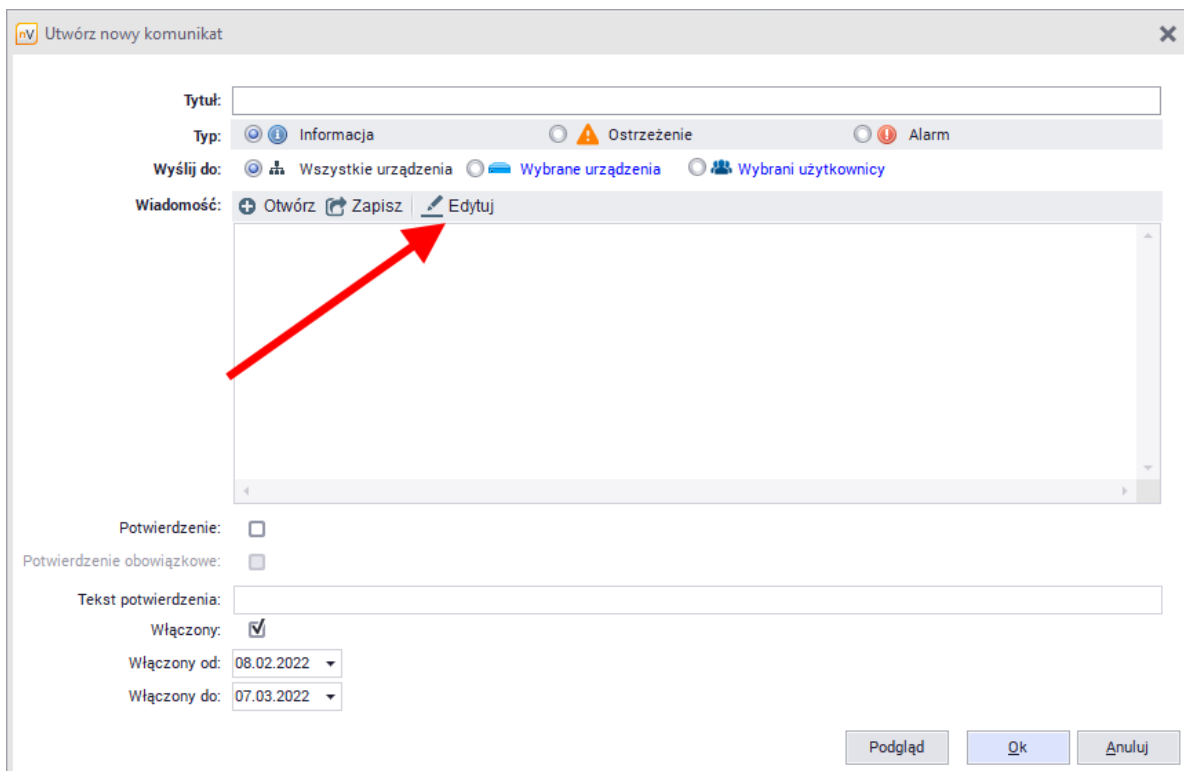 nV Utwórz nowy komunikat
Tytuł:
Typ: Informacja Ostrzeżenie Alarm
Wyślij do: Wszystkie urządzenia Wybrane urządzenia Wybrani użytkownicy
Wiadomość: Otwórz Zapisz Edytuj
Potwierdzenie:
Potwierdzenie obowiązkowe:
Tekst potwierdzenia:
Włączony:
Włączony od: 08.02.2022
Włączony do: 07.03.2022
Podgląd Ok Anuluj